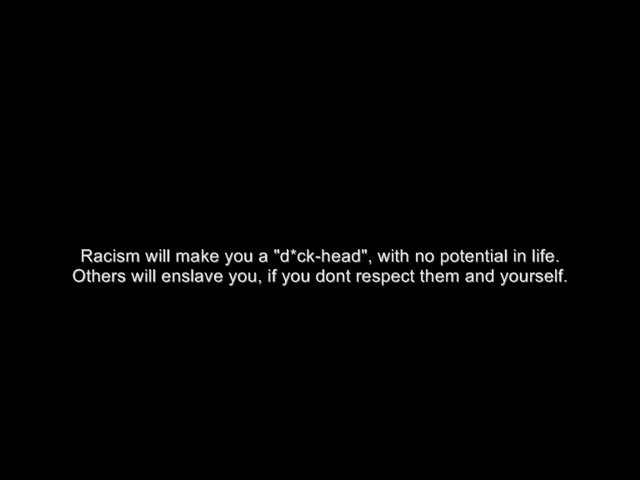 Racism will make you a "d*ck-head", with no potential in life.
Others will enslave you, if you dont respect them and yourself.